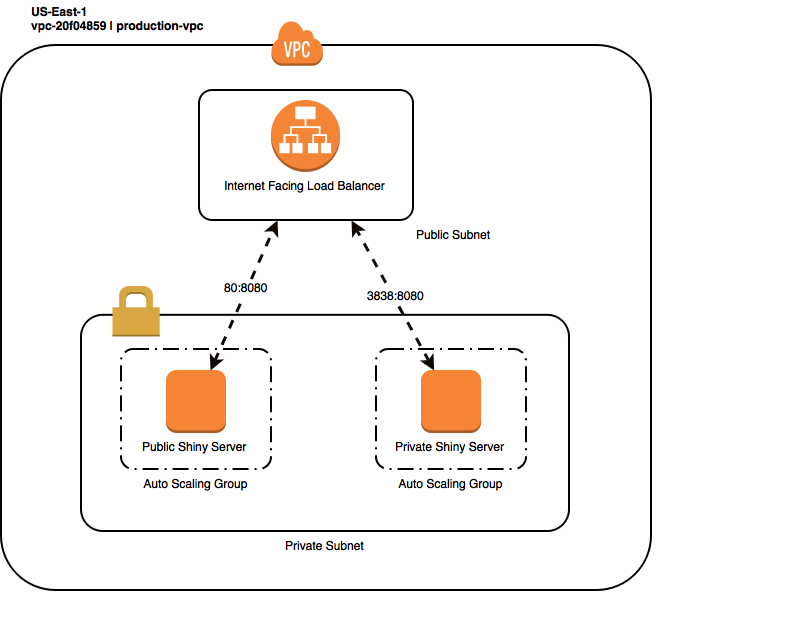 US-East-1
vpc-20f04859 | production-vpc
VPC
Internet Facing Load Balancer
Public Subnet
80:8080
3838:8080
Public Shiny Server
Private Shiny Server
Auto Scaling Group
Auto Scaling Group
Private Subnet